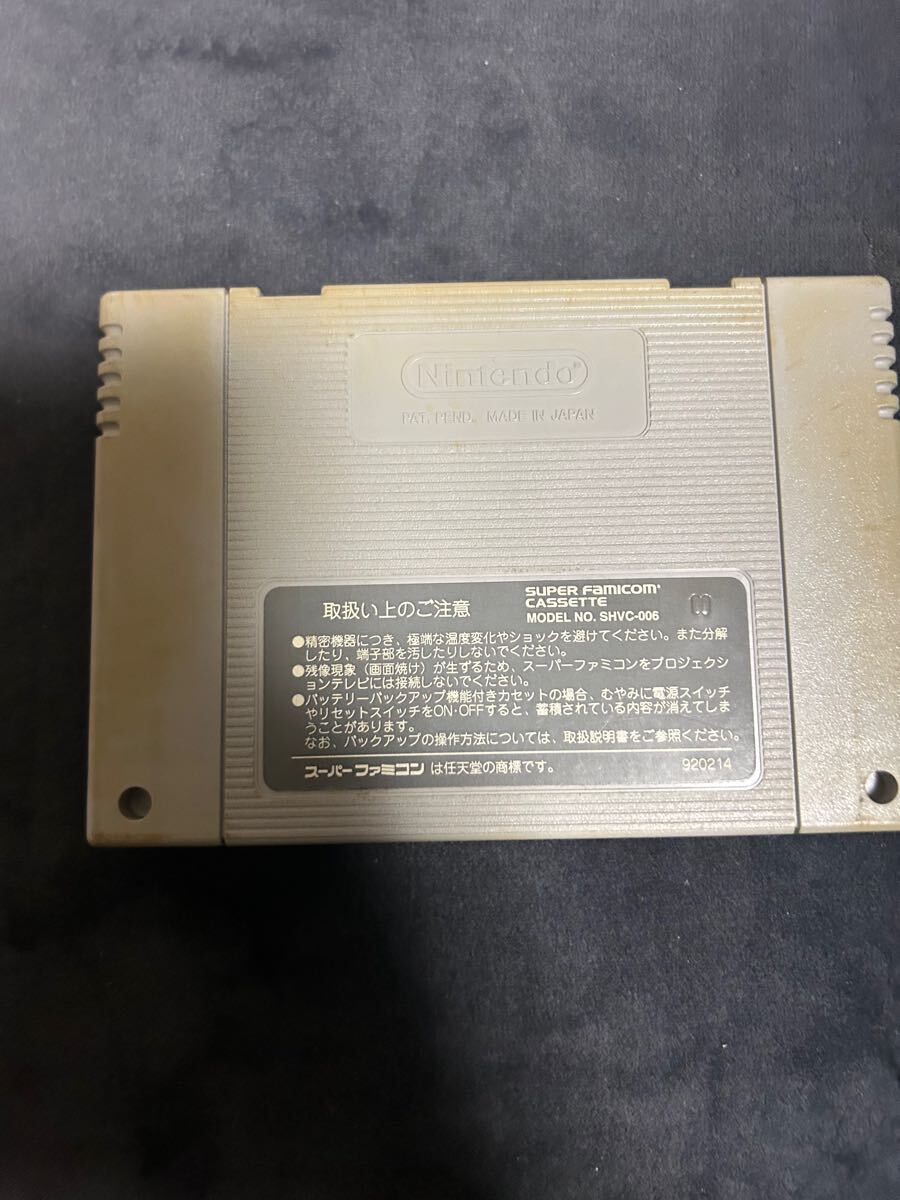 Nintendo®
PAT. PEND. MADE IN JAPAN
取扱い上のご注意
SUPER FAMICOM®
CASSETTE
MODEL NO. SHVC-006
●精密機器につき、極端な温度変化やショックを避けてください。また分解
したり、端子部を汚したりしないでください。
●残像現象（画面焼け）が生ずるため、スーパーファミコンをプロジェクシ
ョンテレビには接続しないでください。
●バッテリーバックアップ機能付きカセットの場合、むやみに電源スイッチ
やリセットスイッチをON·OFFすると、蓄積されている内容が消えてしま
うことがあります。
なお、バックアップの操作方法については、取扱説明書をご参照ください。
スーパーファミコン は任天堂の商標です。
920214